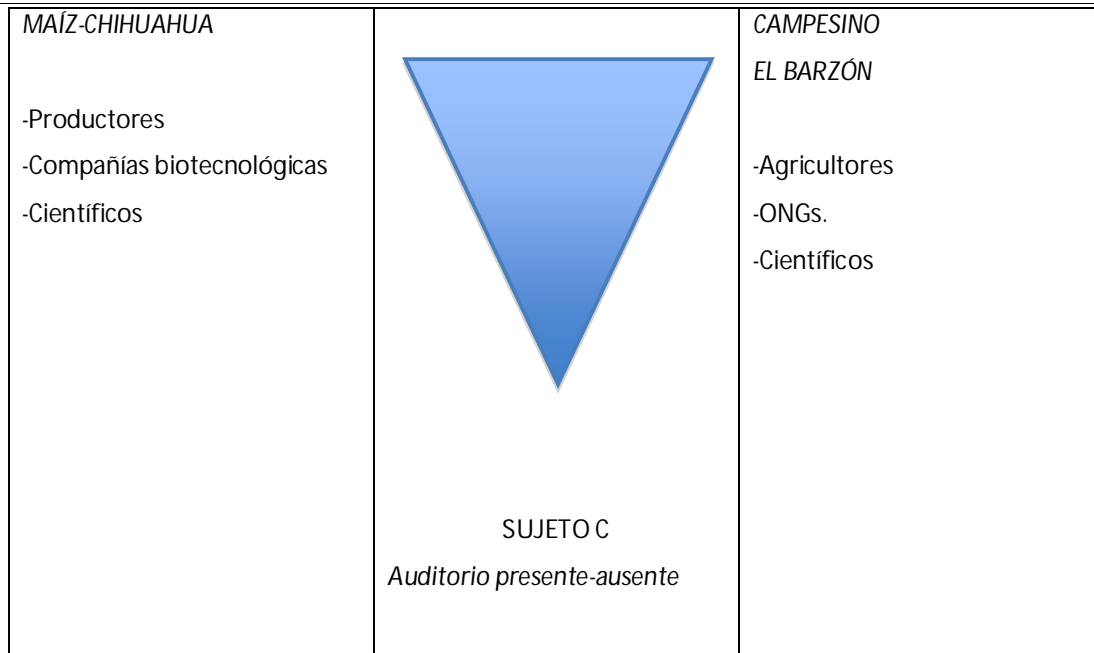 MAÍZ-CHIHUAHUA
-Productores
-Compañías biotecnológicas
-Científicos
SUJETO C
Auditorio presente-ausente
CAMPESINO
EL BARZÓN
-Agricultores
-ONGs.
-Científicos